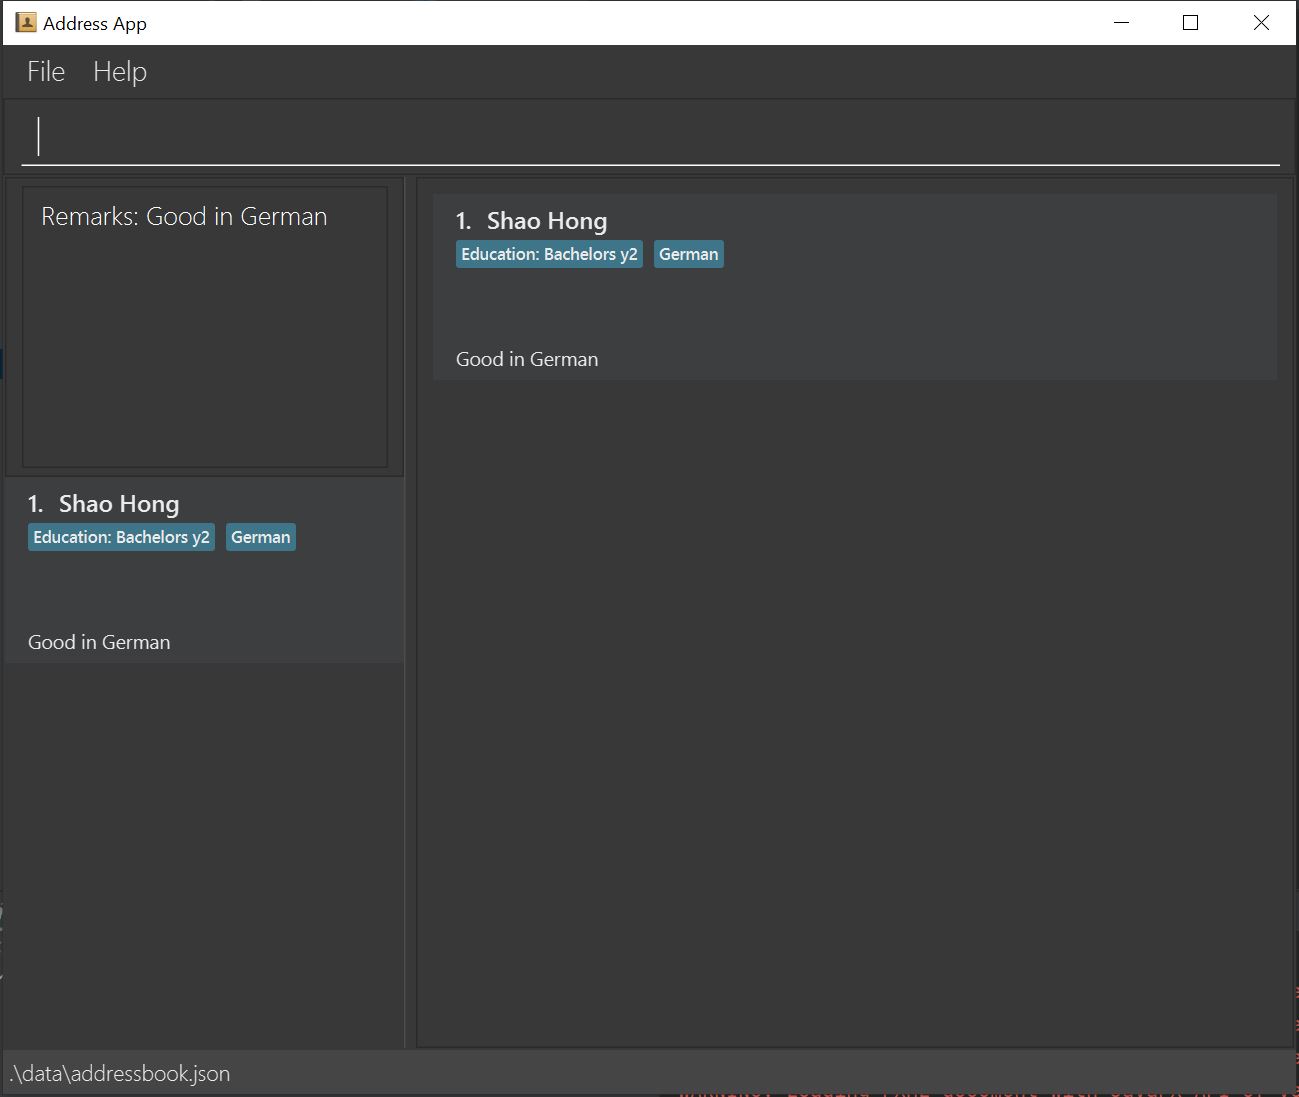 Address App
File Help
Remarks: Good in German
1. Shao Hong
Education: Bachelors y2 German
Good in German
1. Shao Hong
Education: Bachelors y2 German
Good in German
.\data\addressbook.json